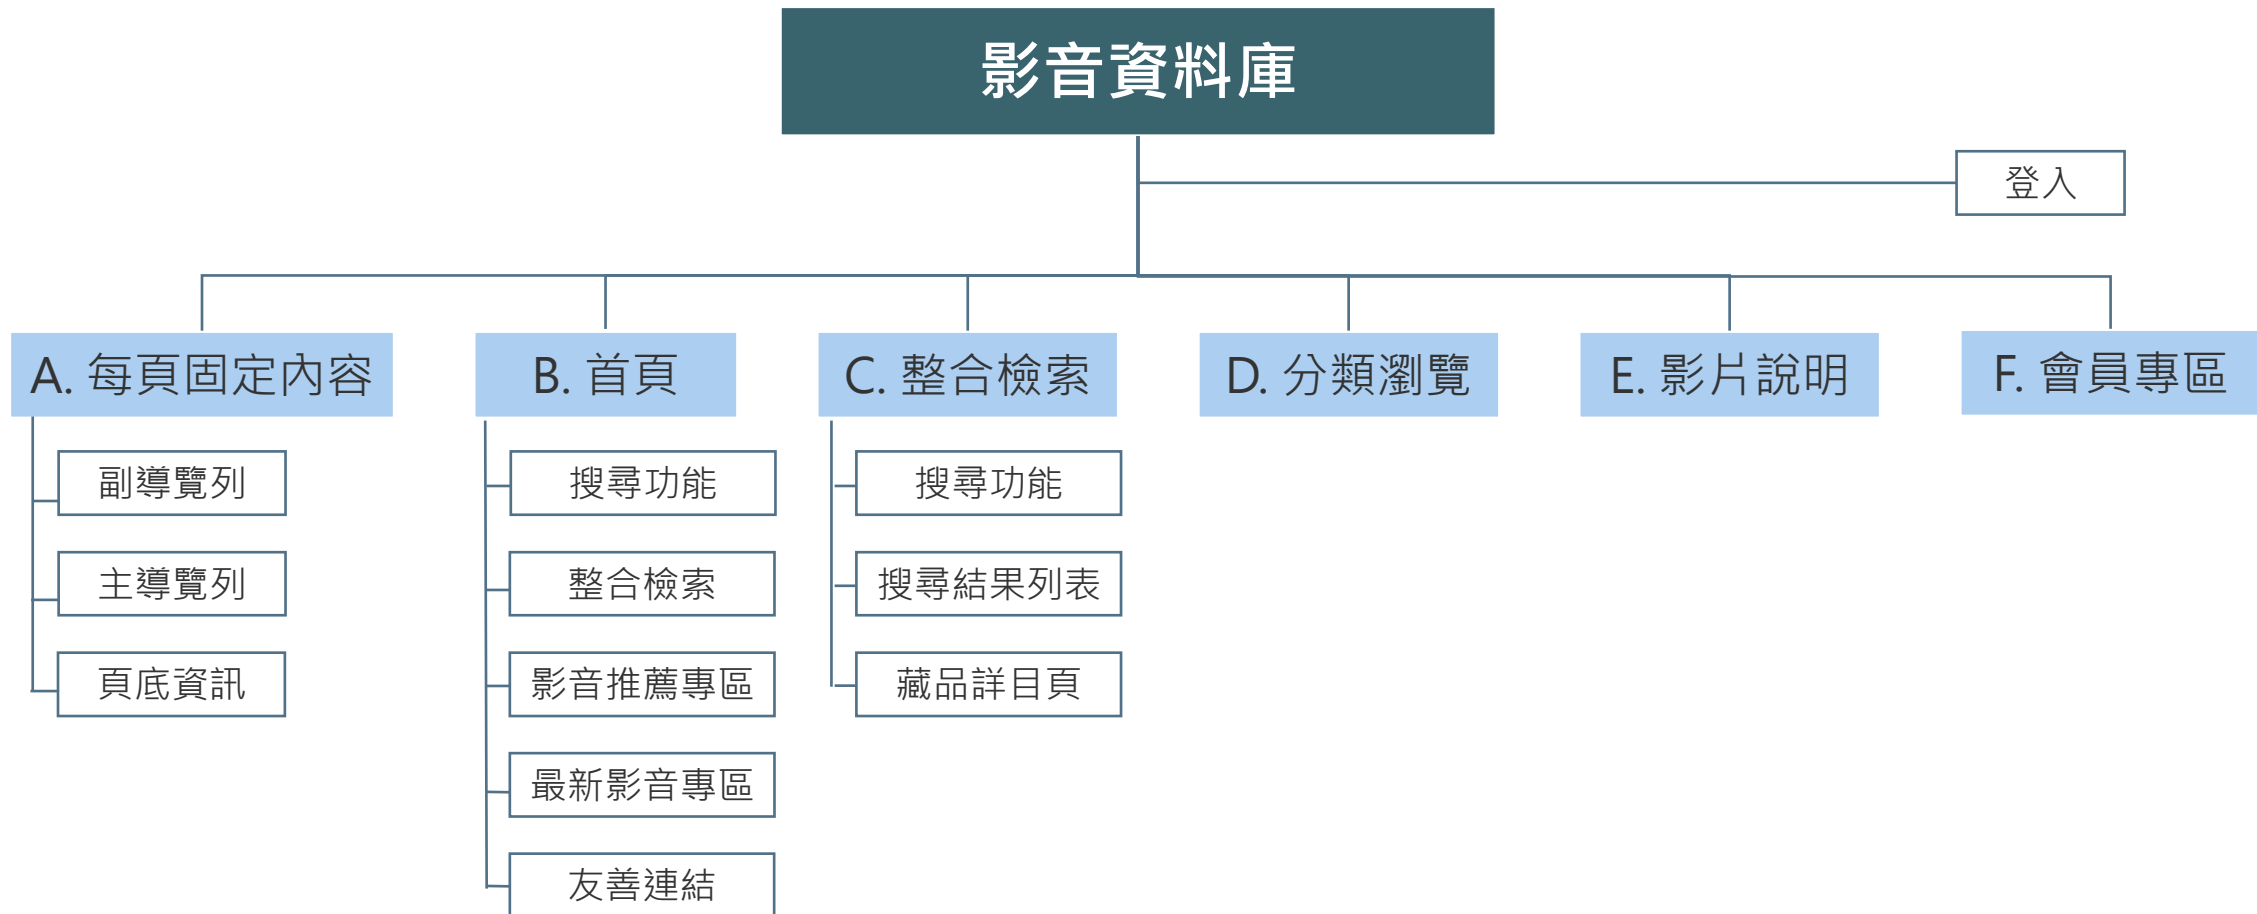 影音資料庫
登入
A. 每頁固定內容
副導覽列
主導覽列
頁底資訊
B. 首頁
搜尋功能
整合檢索
影音推薦專區
最新影音專區
友善連結
C. 整合檢索
搜尋功能
搜尋結果列表
藏品詳目頁
D. 分類瀏覽
E. 影片說明
F. 會員專區